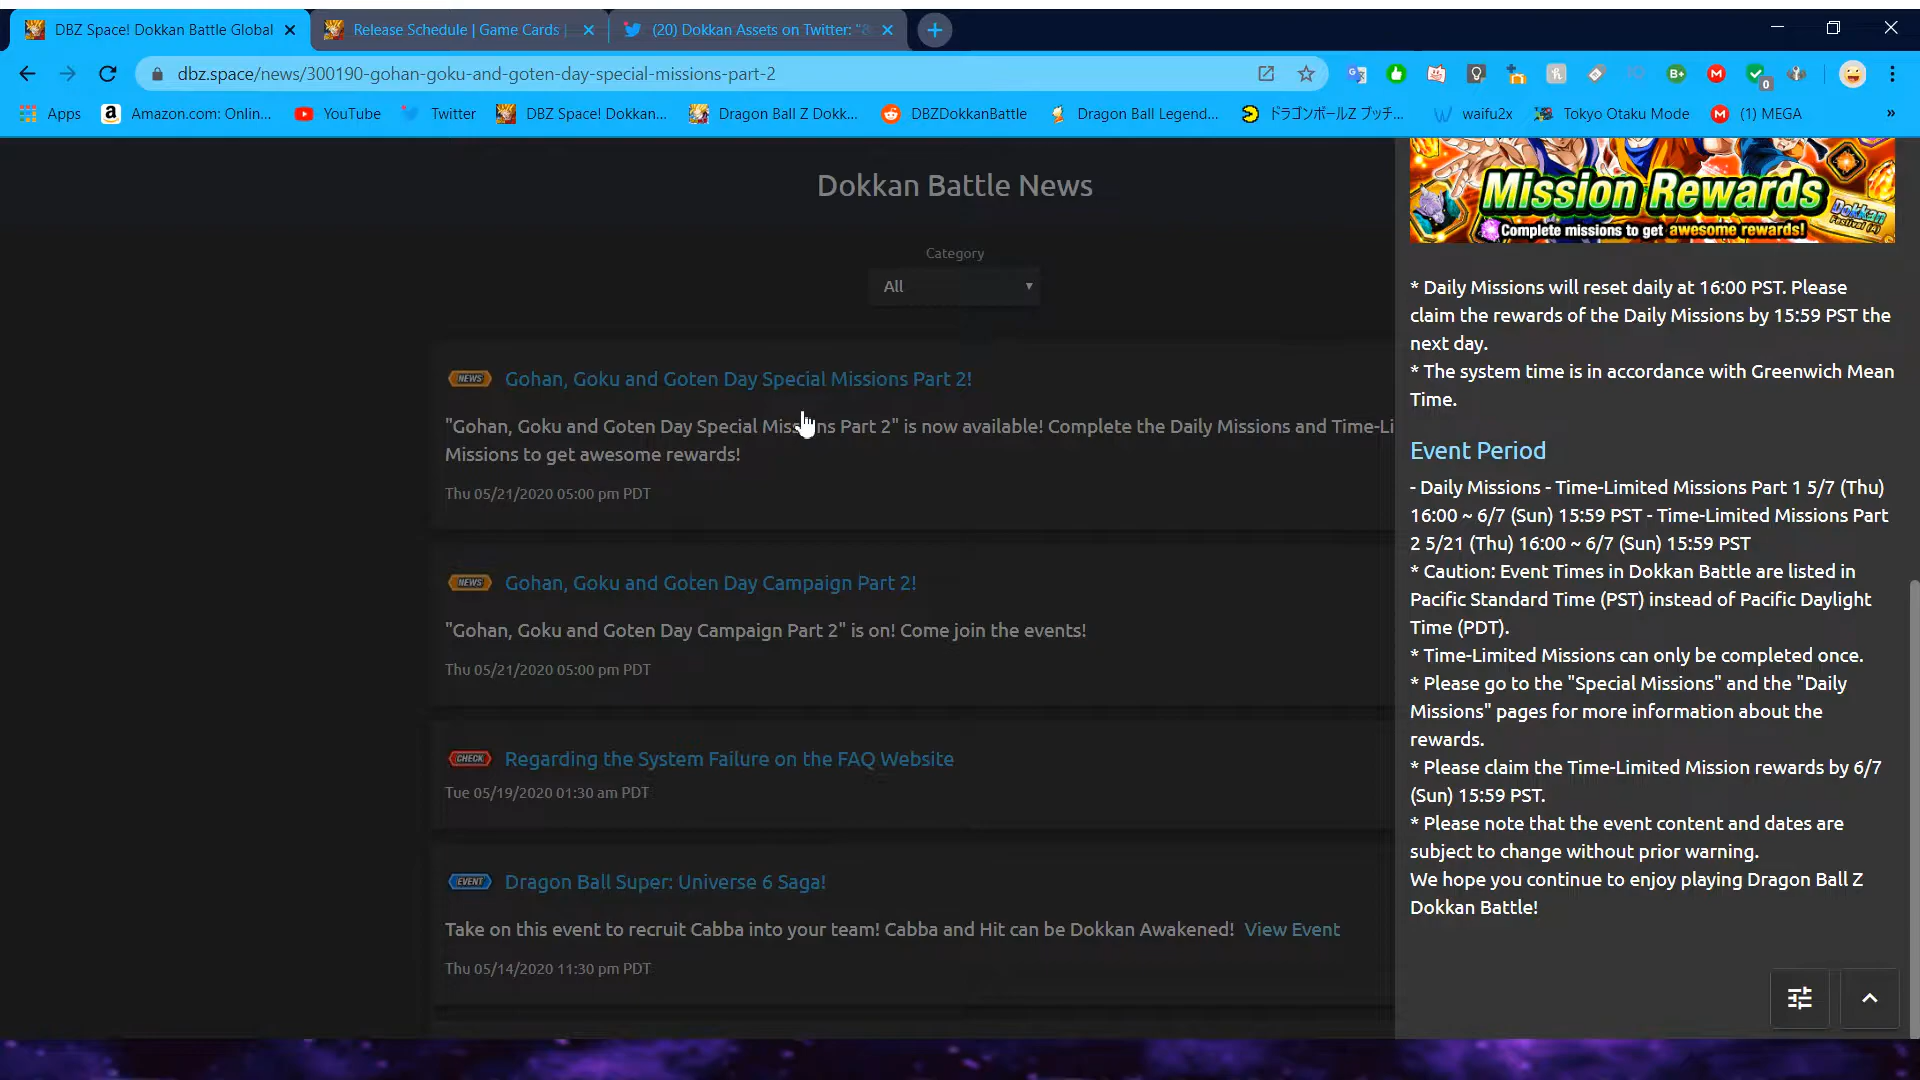 DBZ Space! Dokkan Battle Global
Release Schedule | Game Cards |
(20) Dokkan Assets on Twitter: "
dbz.space/news/300190-gohan-goku-and-goten-day-special-missions-part-2
Apps
Amazon.com: Onlin...
YouTube
Twitter
DBZ Space! Dokkan...
Dragon Ball Z Dokk...
DBZDokkanBattle
Dragon Ball Legend...
ドラゴンボールZ ブッチ...
waifu2x
Tokyo Otaku Mode
(1) MEGA
»
Dokkan Battle News
Category
All
NEWS Gohan, Goku and Goten Day Special Missions Part 2!
"Gohan, Goku and Goten Day Special Missions Part 2" is now available! Complete the Daily Missions and Time-Li
Missions to get awesome rewards!
Thu 05/21/2020 05:00 pm PDT
NEWS Gohan, Goku and Goten Day Campaign Part 2!
"Gohan, Goku and Goten Day Campaign Part 2" is on! Come join the events!
Thu 05/21/2020 05:00 pm PDT
CHECK Regarding the System Failure on the FAQ Website
Tue 05/19/2020 01:30 am PDT
EVENT Dragon Ball Super: Universe 6 Saga!
Take on this event to recruit Cabba into your team! Cabba and Hit can be Dokkan Awakened! View Event
Thu 05/14/2020 11:30 pm PDT
Mission Rewards
Complete missions to get awesome rewards!
Dokkan
Festival (A)
* Daily Missions will reset daily at 16:00 PST. Please
claim the rewards of the Daily Missions by 15:59 PST the
next day.
* The system time is in accordance with Greenwich Mean
Time.
Event Period
- Daily Missions - Time-Limited Missions Part 1 5/7 (Thu)
16:00 ~ 6/7 (Sun) 15:59 PST - Time-Limited Missions Part
2 5/21 (Thu) 16:00 ~ 6/7 (Sun) 15:59 PST
* Caution: Event Times in Dokkan Battle are listed in
Pacific Standard Time (PST) instead of Pacific Daylight
Time (PDT).
* Time-Limited Missions can only be completed once.
* Please go to the "Special Missions" and the "Daily
Missions" pages for more information about the
rewards.
* Please claim the Time-Limited Mission rewards by 6/7
(Sun) 15:59 PST.
* Please note that the event content and dates are
subject to change without prior warning.
We hope you continue to enjoy playing Dragon Ball Z
Dokkan Battle!